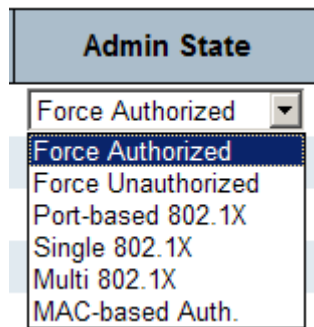 Admin State
Force Authorized
Force Authorized
Force Unauthorized
Port-based 802.1X
Single 802.1X
Multi 802.1X
MAC-based Auth.